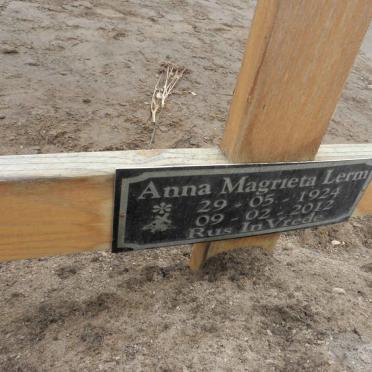 Anna Magrieta Lerm
29 - 05 - 1924
09 - 02 - 2012
Rus In Vrede